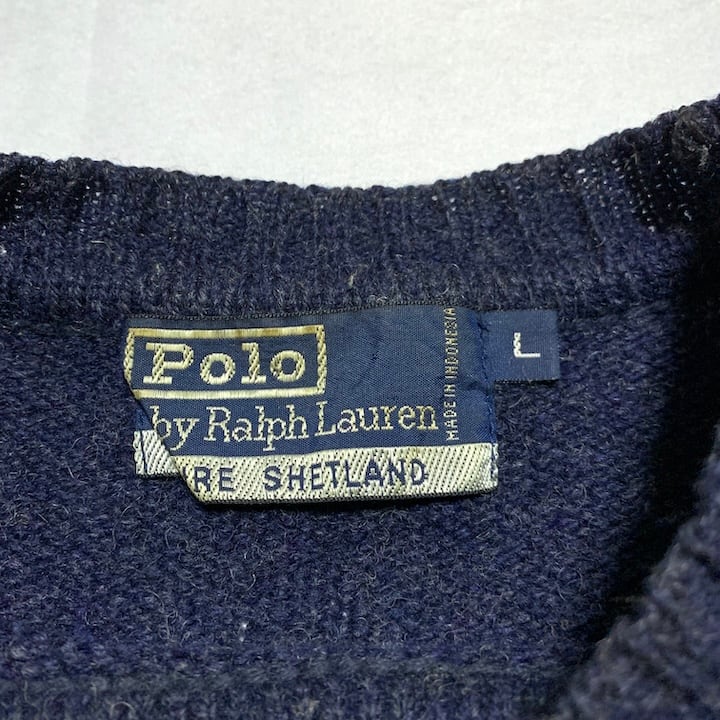 Polo
by Ralph Lauren
RE SHETLAND
MADE IN INDONESIA
L